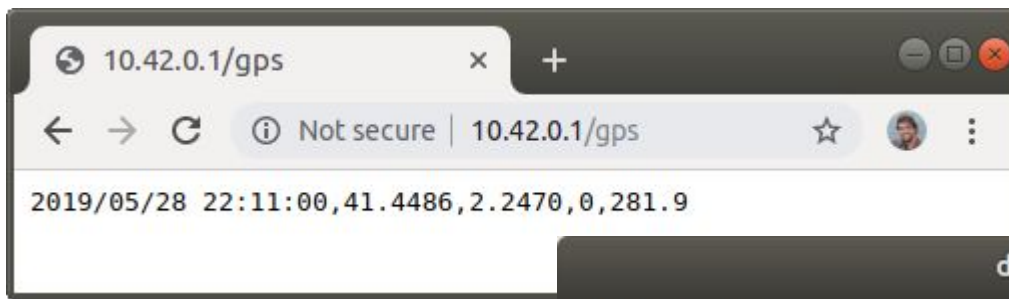 10.42.0.1/gps
Not secure | 10.42.0.1/gps
2019/05/28 22:11:00,41.4486,2.2470,0,281.9
d